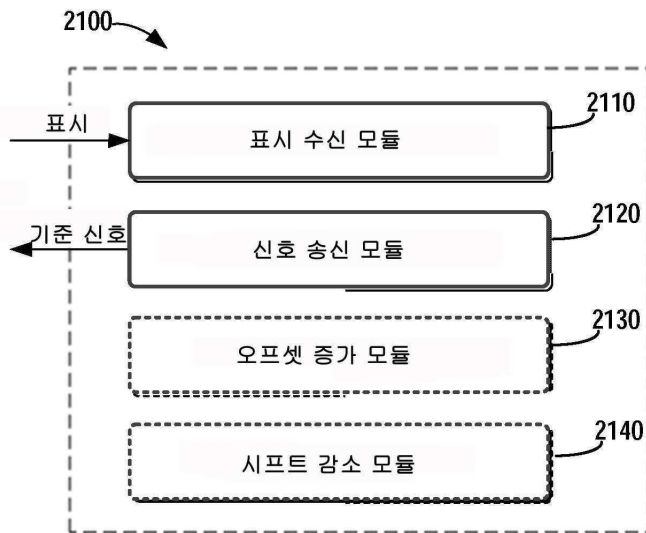 2100
2110
표시
표시 수신 모듈
2120
기준 신호
신호 송신 모듈
2130
오프셋 증가 모듈
2140
시프트 감소 모듈